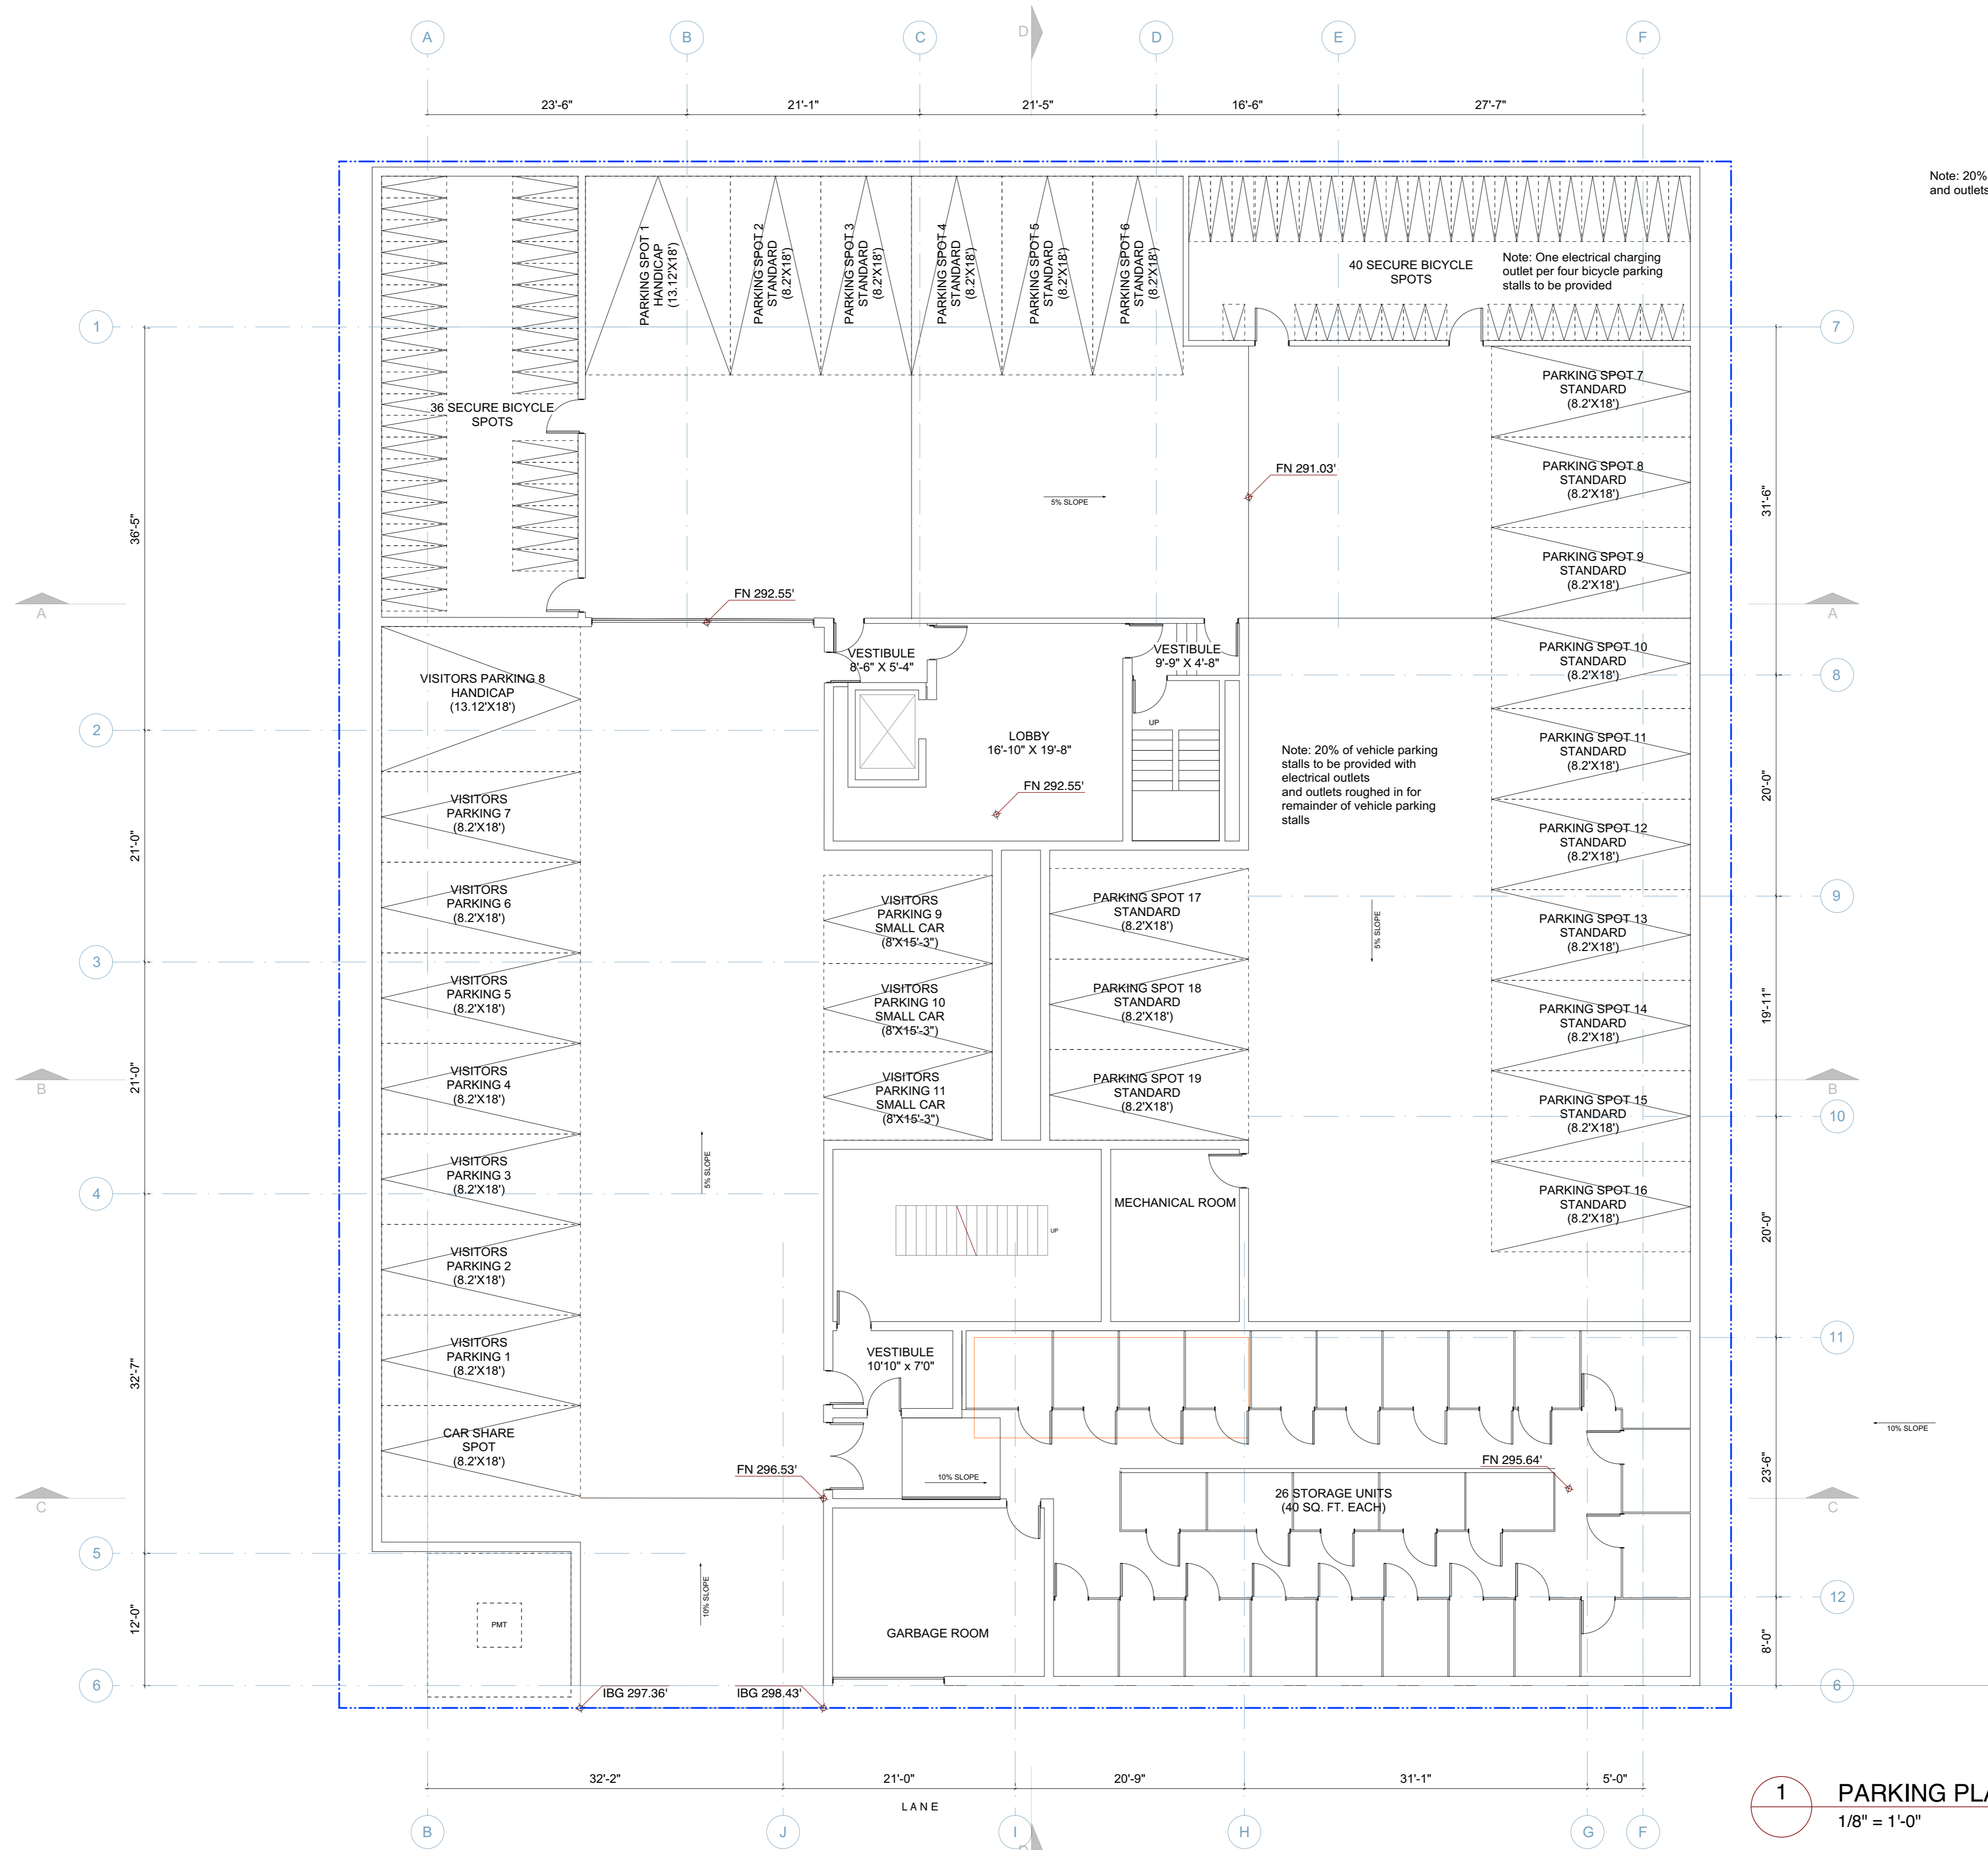 A
B
C
D
D
E
F
23'-6"
21'-1"
21'-5"
16'-6"
27'-7"
Note: 20%
and outlets
PARKING SPOT 1
HANDICAP
(13.12'X18')
PARKING SPOT 2
STANDARD
(8.2'X18')
PARKING SPOT 3
STANDARD
(8.2'X18')
PARKING SPOT 4
STANDARD
(8.2'X18')
PARKING SPOT 5
STANDARD
(8.2'X18')
PARKING SPOT 6
STANDARD
(8.2'X18')
40 SECURE BICYCLE
SPOTS
Note: One electrical charging
outlet per four bicycle parking
stalls to be provided
1
7
36 SECURE BICYCLE
SPOTS
PARKING SPOT 7
STANDARD
(8.2'X18')
PARKING SPOT 8
STANDARD
(8.2'X18')
PARKING SPOT 9
STANDARD
(8.2'X18')
FN 291.03'
5% SLOPE
36'-5"
31'-6"
A
A
FN 292.55'
VESTIBULE
8'-6" X 5'-4"
VESTIBULE
9'-9" X 4'-8"
UP
VISITORS PARKING 8
HANDICAP
(13.12'X18')
PARKING SPOT 10
STANDARD
(8.2'X18')
8
2
LOBBY
16'-10" X 19'-8"
FN 292.55'
Note: 20% of vehicle parking
stalls to be provided with
electrical outlets
and outlets roughed in for
remainder of vehicle parking
stalls
PARKING SPOT 11
STANDARD
(8.2'X18')
VISITORS
PARKING 7
(8.2'X18')
21'-0"
20'-0"
PARKING SPOT 12
STANDARD
(8.2'X18')
VISITORS
PARKING 6
(8.2'X18')
VISITORS
PARKING 9
SMALL CAR
(8'X15'-3")
PARKING SPOT 17
STANDARD
(8.2'X18')
5% SLOPE
PARKING SPOT 13
STANDARD
(8.2'X18')
9
3
VISITORS
PARKING 5
(8.2'X18')
VISITORS
PARKING 10
SMALL CAR
(8'X15'-3")
PARKING SPOT 18
STANDARD
(8.2'X18')
PARKING SPOT 14
STANDARD
(8.2'X18')
19'-11"
21'-0"
B
B
VISITORS
PARKING 4
(8.2'X18')
VISITORS
PARKING 11
SMALL CAR
(8'X15'-3")
PARKING SPOT 19
STANDARD
(8.2'X18')
PARKING SPOT 15
STANDARD
(8.2'X18')
10
5% SLOPE
VISITORS
PARKING 3
(8.2'X18')
4
MECHANICAL ROOM
UP
PARKING SPOT 16
STANDARD
(8.2'X18')
20'-0"
VISITORS
PARKING 2
(8.2'X18')
VISITORS
PARKING 1
(8.2'X18')
VESTIBULE
10'10" x 7'0"
11
32'-7"
CAR SHARE
SPOT
(8.2'X18')
10% SLOPE
FN 296.53'
10% SLOPE
FN 295.64'
26 STORAGE UNITS
(40 SQ. FT. EACH)
23'-6"
C
C
5
12
10% SLOPE
PMT
12'-0"
GARBAGE ROOM
8'-0"
6
6
IBG 297.36'
IBG 298.43'
32'-2"
21'-0"
20'-9"
31'-1"
5'-0"
LANE
B
J
I
H
G
F
1
PARKING PLA
1/8" = 1'-0"